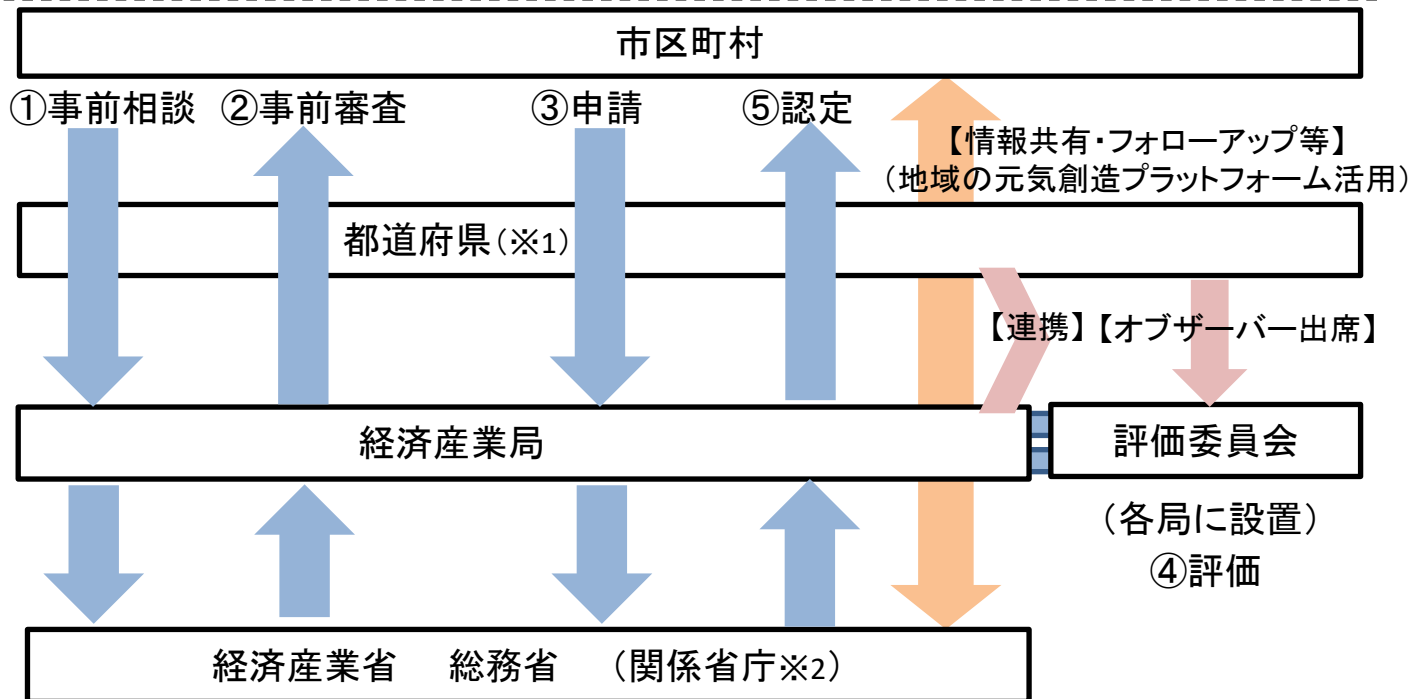 市区町村
①事前相談 ②事前審査 ③申請 ⑤認定
【情報共有・フォローアップ等】
（地域の元気創造プラットフォーム活用）
都道府県（※1）
【連携】【オブザーバー出席】
経済産業局
評価委員会
（各局に設置）
④評価
経済産業省 総務省 （関係省庁※2）